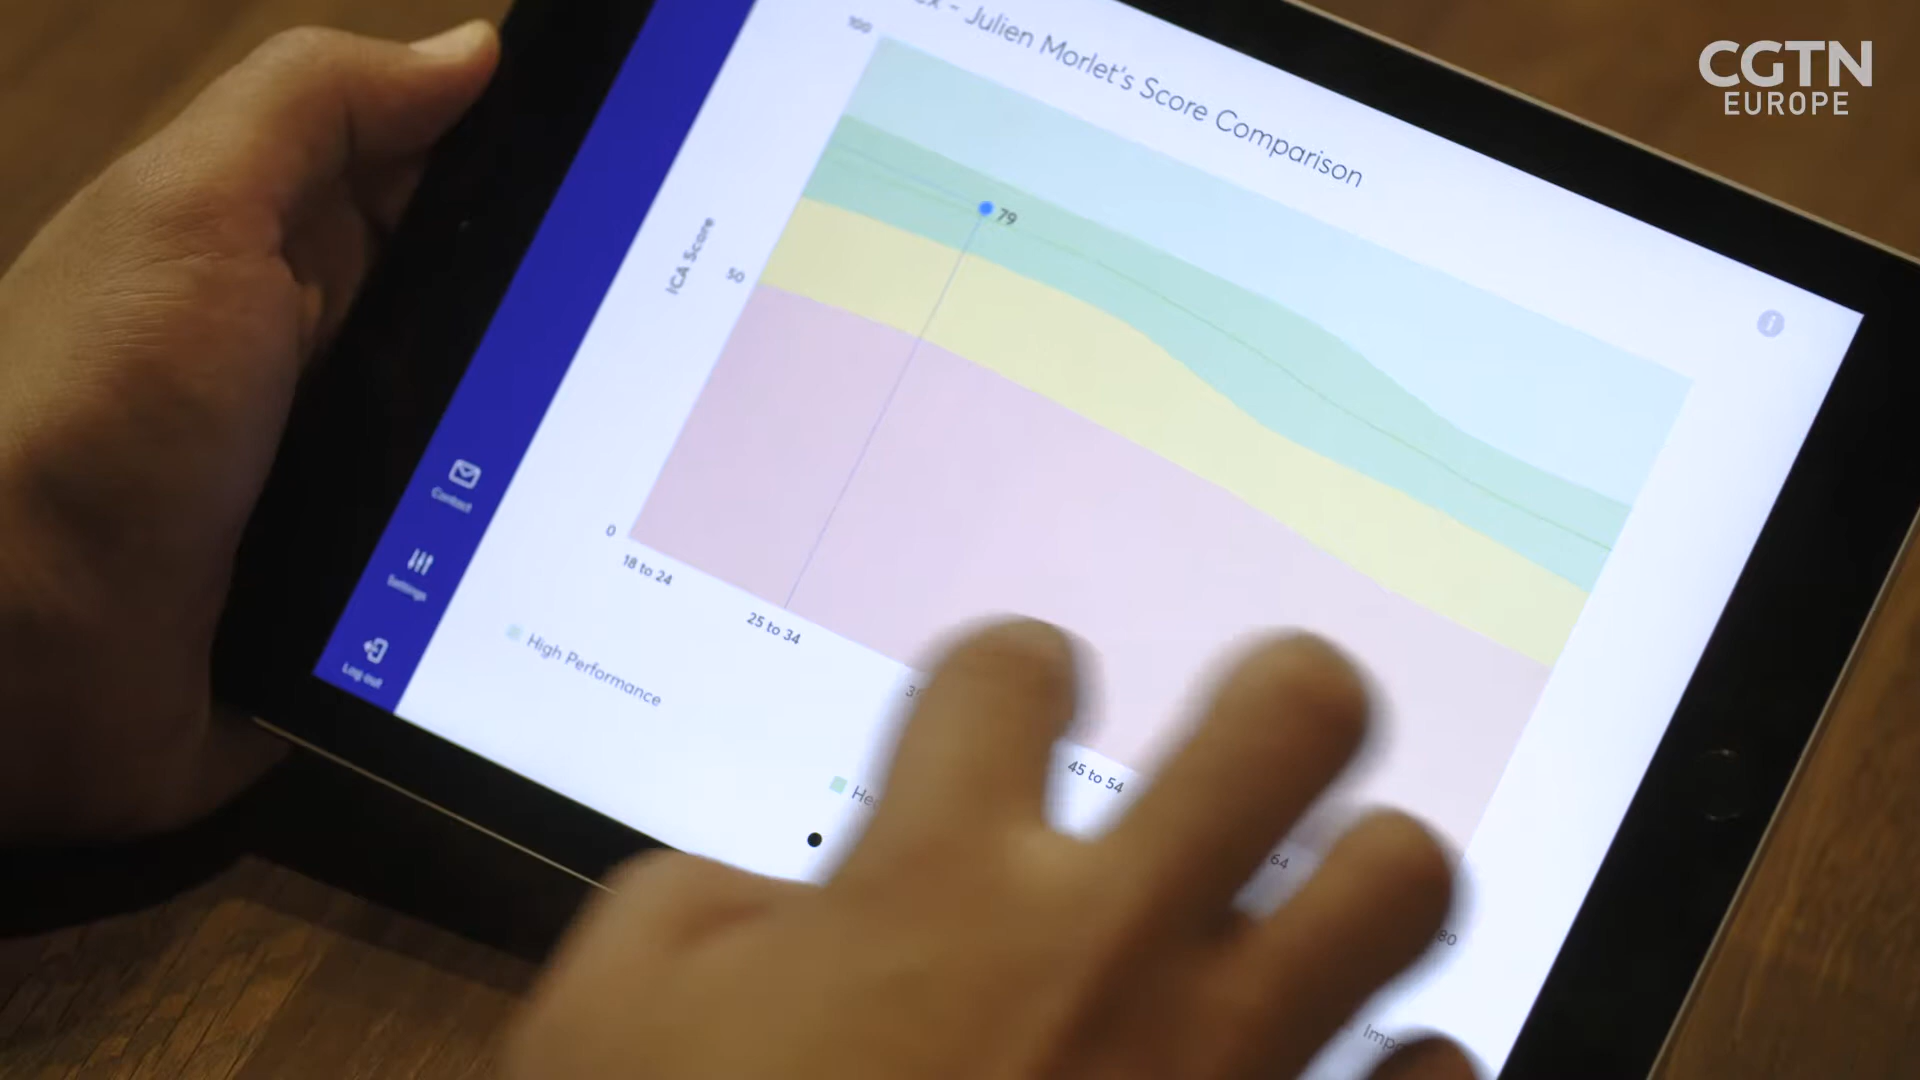 CGTN
EUROPE
- Julien Morlet's Score Comparison
100
79
ICA Score
50
0
18 to 24
25 to 34
45 to 54
64
80
High Performance
Contact
Settings
Log out